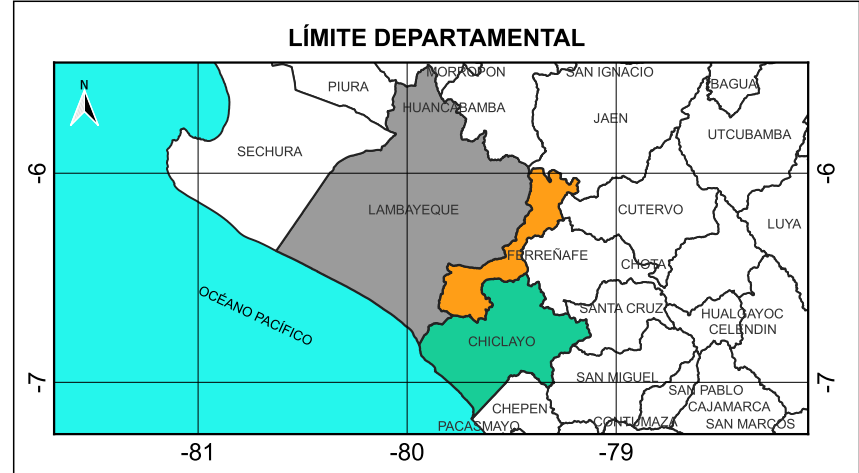 LÍMITE DEPARTAMENTAL
N
MORROPON
SAN IGNACIO
PIURA
BAGUA
HUANCABAMBA
JAEN
UTCUBAMBA
SECHURA
-6
-6
LAMBAYEQUE
CUTERVO
LUYA
FERREÑAFE
CHOTA
OCÉANO PACÍFICO
SANTA CRUZ
HUALGAYOC
CELENDIN
CHICLAYO
-7
-7
SAN MIGUEL
SAN PABLO
CHEPEN
CAJAMARCA
PACASMAYO
CONTUMAZA
SAN MARCOS
-81
-80
-79